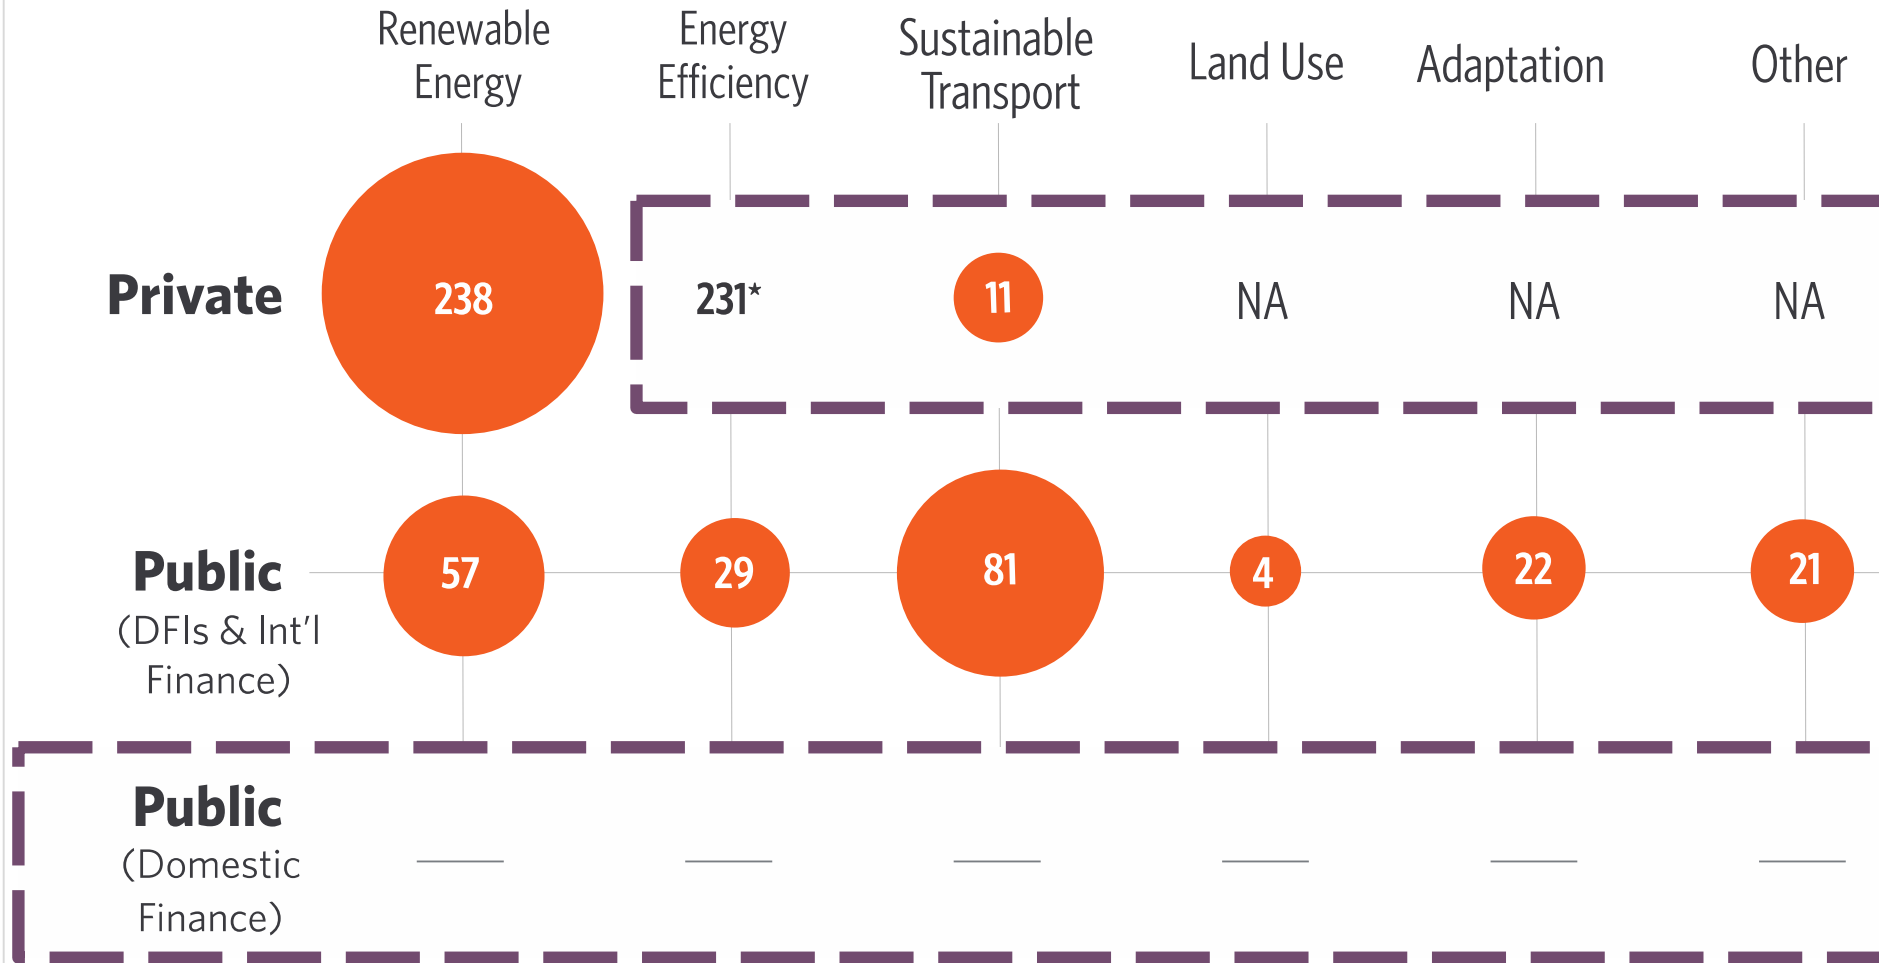 Renewable
Energy
Energy
Efficiency
Sustainable
Transport
Land Use
Adaptation
Other
Private
238
231*
11
NA
NA
NA
Public
(DFIs & Int'l
Finance)
57
29
81
4
22
21
Public
(Domestic
Finance)